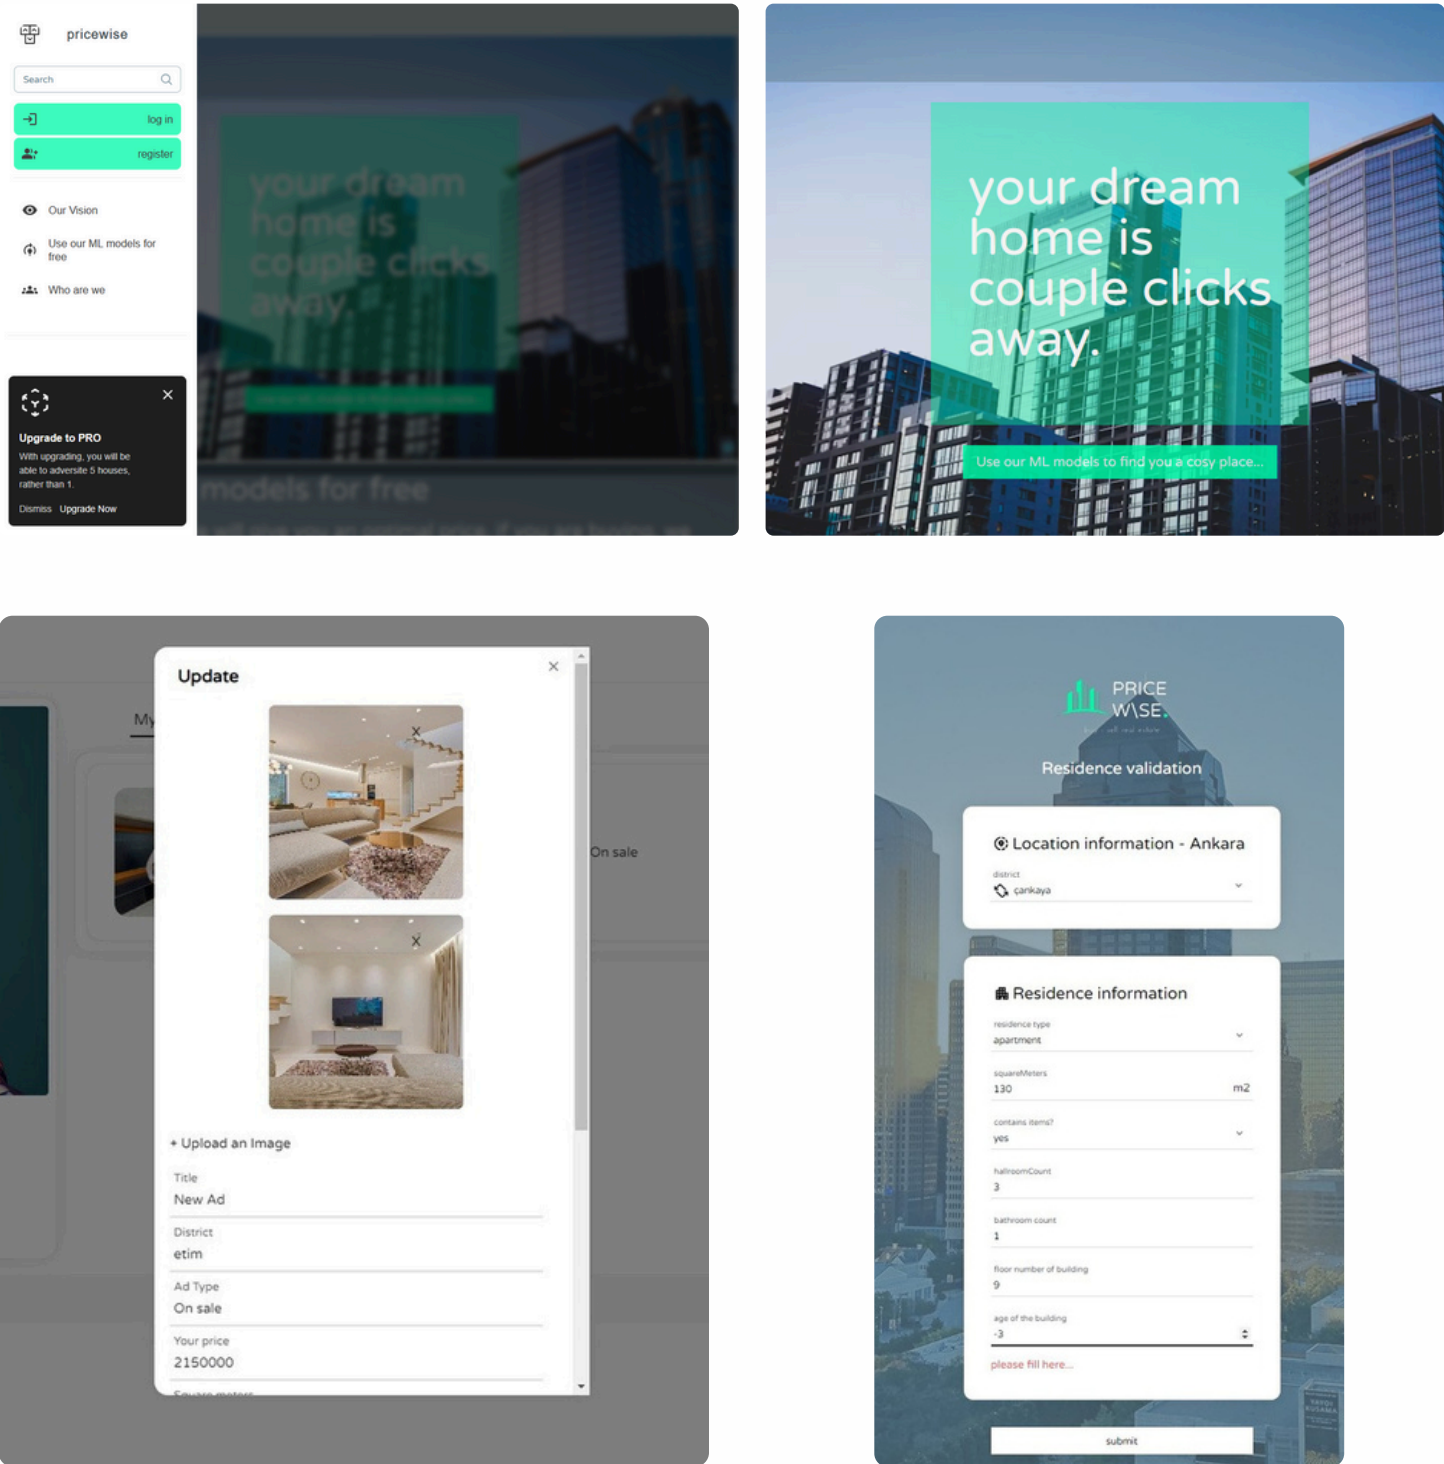 pricewise
Search
log in
register
Our Vision
Use our ML models for
free
Who are we
Upgrade to PRO
With upgrading, you will be
able to adversite 5 houses,
rather than 1.
Dismiss Upgrade Now
your dream
home is
couple clicks
away.
models for free
your dream
home is
couple clicks
away.
Use our ML models to find you a cosy place...
Update
X
X
+ Upload an Image
Title
New Ad
District
etim
Ad Type
On sale
Your price
2150000
Square meters
My
On sale
PRICE
W\SE.
Residence validation
Location information - Ankara
district
çankaya
Residence information
residence type
apartment
squareMeters
130 m2
contains items?
yes
hallroomCount
3
bathroom count
1
floor number of building
9
age of the building
-3
please fill here...
submit
YAYOI
KUSAMA